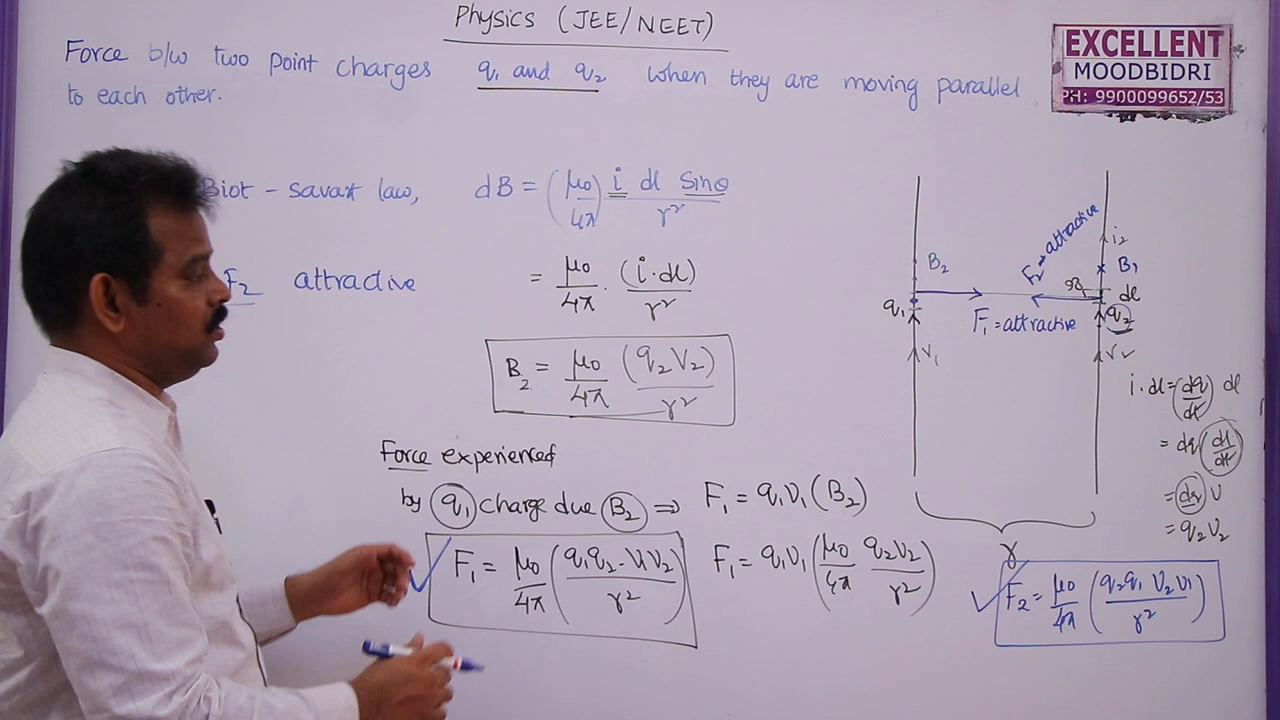 Physics (JEE/NEET)
EXCELLENT
MOODBIDRI
PH: 9900099652/53
Force b/w two point charges q₁ and q₂ when they are moving parallel
to each other.
Biot - Savart law, dB = (μ₀/4π) i dl Sinθ / r²
F₂ attractive
= μ₀/4π · (i·dl)/r²
B₂ = μ₀/4π (q₂V₂)/r²
Force experienced
by q₁ charge due B₂ ⇒ F₁ = q₁v₁(B₂)
F₁ = μ₀/4π (q₁q₂ - v₁v₂ / r²)
F₁ = q₁v₁(μ₀/4π q₂v₂/r²)
i₂
F₂ → attractive
B₂
B₁
90°
dl
q₁
q₂
F₁ = attractive
v₁
v₂
r
i·dl = (dq/dt) dl
= dq (dl/dt)
= dq v
= q₂v₂
F₂ = μ₀/4π (q₂q₁ v₂v₁ / r²)